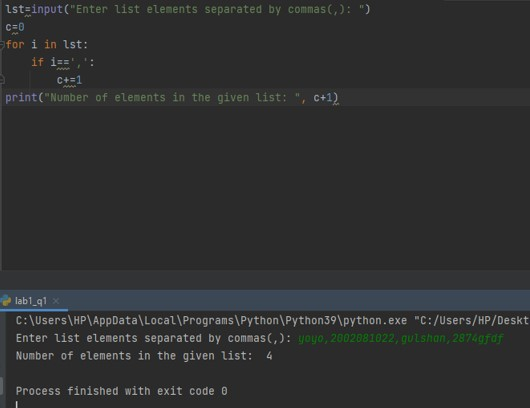 lst=input("Enter list elements separated by commas(,): ")
c=0
for i in lst:
    if i==',':
        c+=1
print("Number of elements in the given list: ", c+1)
lab1_q1 ×
C:\Users\HP\AppData\Local\Programs\Python\Python39\python.exe "C:/Users/HP/Deskt
Enter list elements separated by commas(,): yoyo,2002081022,gulshan,2874gfdf
Number of elements in the given list:  4
Process finished with exit code 0